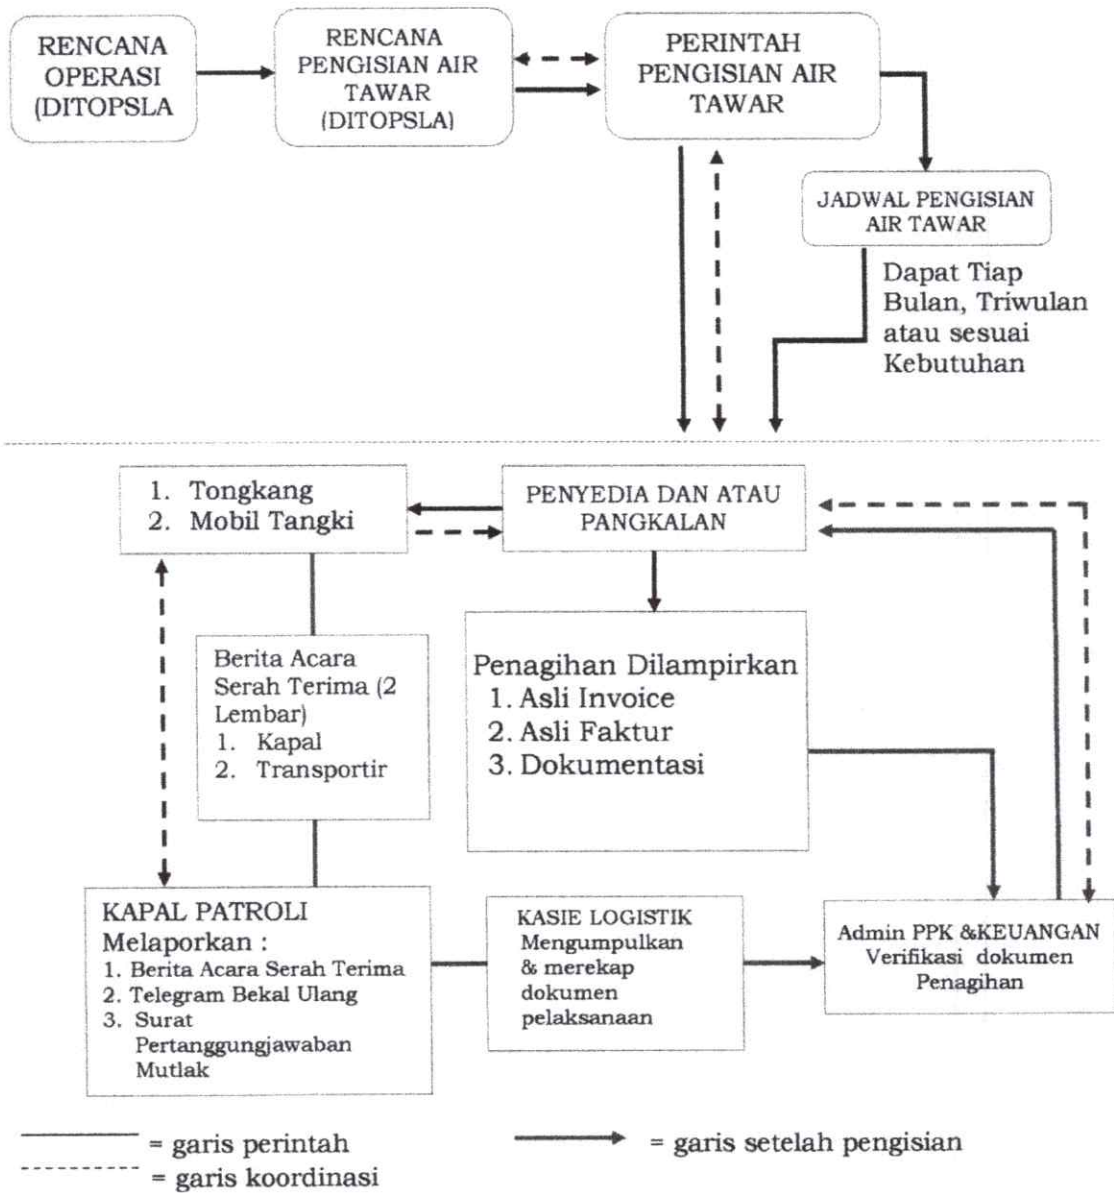 RENCANA
OPERASI
(DITOPSLA
RENCANA
PENGISIAN AIR
TAWAR
(DITOPSLA)
PERINTAH
PENGISIAN AIR
TAWAR
JADWAL PENGISIAN
AIR TAWAR
Dapat Tiap
Bulan, Triwulan
atau sesuai
Kebutuhan
1. Tongkang
2. Mobil Tangki
PENYEDIA DAN ATAU
PANGKALAN
Berita Acara
Serah Terima (2
Lembar)
1. Kapal
2. Transportir
Penagihan Dilampirkan
1. Asli Invoice
2. Asli Faktur
3. Dokumentasi
KAPAL PATROLI
Melaporkan :
1. Berita Acara Serah Terima
2. Telegram Bekal Ulang
3. Surat
Pertanggungjawaban
Mutlak
KASIE LOGISTIK
Mengumpulkan
& merekap
dokumen
pelaksanaan
Admin PPK &KEUANGAN
Verifikasi dokumen
Penagihan
= garis perintah
= garis setelah pengisian
= garis koordinasi